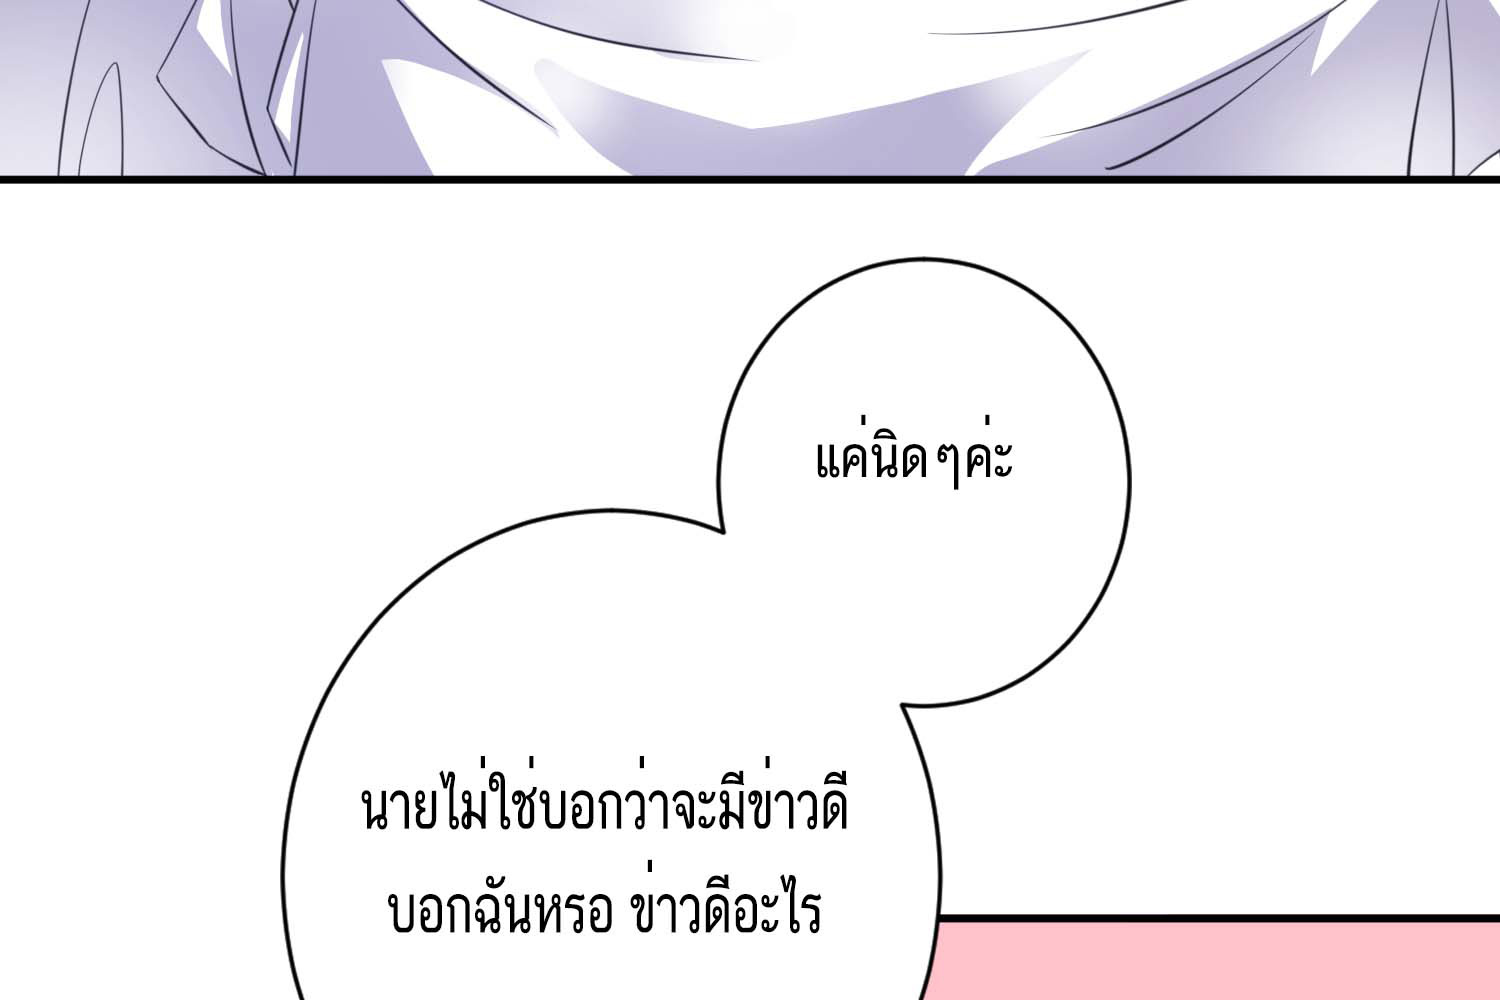 แค่นิดๆค่ะ
นายไม่ใช่บอกว่าจะมีข่าวดี
บอกฉันหรอ ข่าวดีอะไร